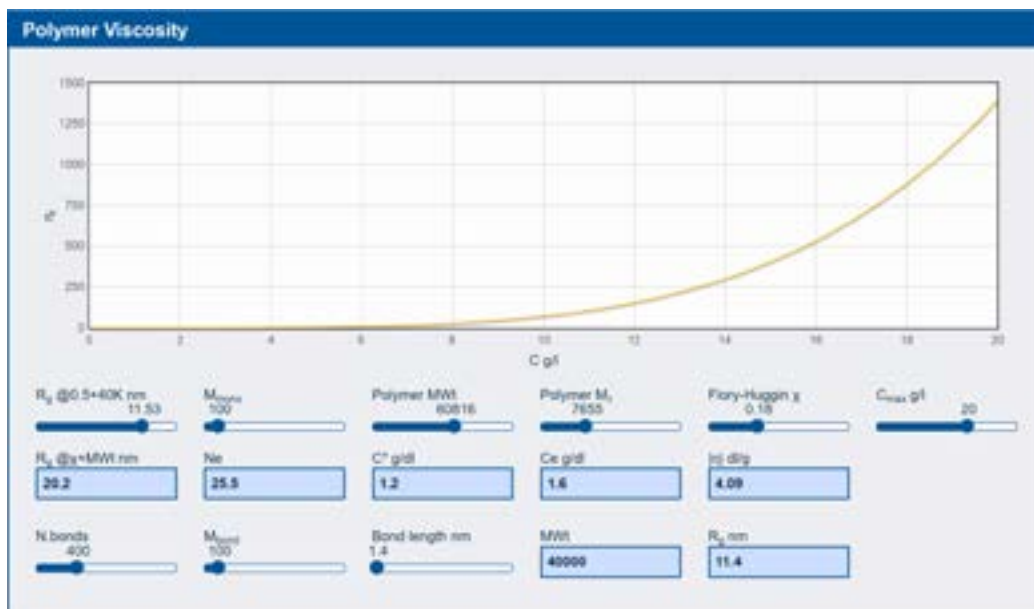 Polymer Viscosity
1500
1250
1000
750
500
250
0
0 2 4 6 8 10 12 14 16 18 20
C g/l
Rg @0.5+40K nm Mmono Polymer MWt Polymer Mc Flory-Huggin χ Cmax g/l
11.53 100 60816 7655 0.18 20
Rg @χ+MWt nm Ne C* g/dl Ce g/dl |η| dl/g
20.2 25.5 1.2 1.6 4.09
N.bonds Mbond Bond length nm MWt Rg nm
400 100 1.4 40000 11.4